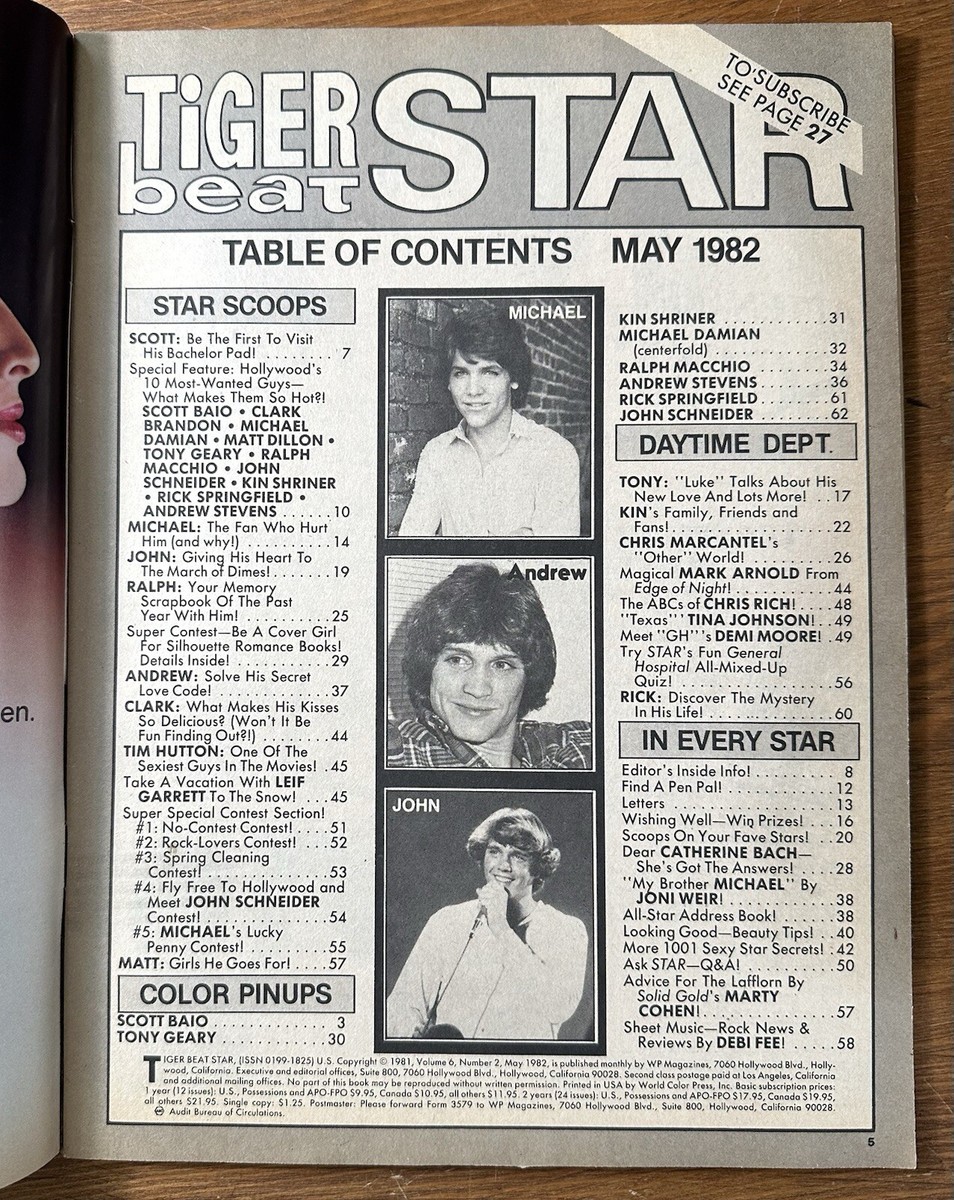 en.
TO SUBSCRIBE
SEE PAGE 27
TiGER
beat
STAR
TABLE OF CONTENTS MAY 1982
STAR SCOOPS
SCOTT: Be The First To Visit
His Bachelor Pad! ........ 7
Special Feature: Hollywood's
10 Most-Wanted Guys—
What Makes Them So Hot?!
SCOTT BAIO • CLARK
BRANDON • MICHAEL
DAMIAN • MATT DILLON •
TONY GEARY • RALPH
MACCHIO • JOHN
SCHNEIDER • KIN SHRINER
• RICK SPRINGFIELD •
ANDREW STEVENS ...... 10
MICHAEL: The Fan Who Hurt
Him (and why!) .......... 14
JOHN: Giving His Heart To
The March of Dimes! ....... 19
RALPH: Your Memory
Scrapbook Of The Past
Year With Him! .......... 25
Super Contest—Be A Cover Girl
For Silhouette Romance Books!
Details Inside! ........... 29
ANDREW: Solve His Secret
Love Code! ............ 37
CLARK: What Makes His Kisses
So Delicious? (Won't It Be
Fun Finding Out?!) ........ 44
TIM HUTTON: One Of The
Sexiest Guys In The Movies! . 45
Take A Vacation With LEIF
GARRETT To The Snow! ... 45
Super Special Contest Section!
#1: No-Contest Contest! .... 51
#2: Rock-Lovers Contest! ... 52
#3: Spring Cleaning
Contest! ............... 53
#4: Fly Free To Hollywood and
Meet JOHN SCHNEIDER
Contest! ............... 54
#5: MICHAEL's Lucky
Penny Contest! .......... 55
MATT: Girls He Goes For! .... 57
COLOR PINUPS
SCOTT BAIO ............ 3
TONY GEARY ........... 30
MICHAEL
Andrew
JOHN
KIN SHRINER ........... 31
MICHAEL DAMIAN
(centerfold) ............ 32
RALPH MACCHIO ....... 34
ANDREW STEVENS ....... 36
RICK SPRINGFIELD ....... 61
JOHN SCHNEIDER ....... 62
DAYTIME DEPT.
TONY: "Luke" Talks About His
New Love And Lots More! .. 17
KIN's Family, Friends and
Fans! ................. 22
CHRIS MARCANTEL's
"Other" World! .......... 26
Magical MARK ARNOLD From
Edge of Night! .......... 44
The ABCs of CHRIS RICH! .... 48
"Texas"' TINA JOHNSON! .. 49
Meet "GH"'s DEMI MOORE! . 49
Try STAR's Fun General
Hospital All-Mixed-Up
Quiz! ................. 56
RICK: Discover The Mystery
In His Life! ............. 60
IN EVERY STAR
Editor's Inside Info! ......... 8
Find A Pen Pal! ........... 12
Letters ................. 13
Wishing Well—Win Prizes! ... 16
Scoops On Your Fave Stars! .. 20
Dear CATHERINE BACH—
She's Got The Answers! .... 28
"My Brother MICHAEL" By
JONI WEIR! ............ 38
All-Star Address Book! ...... 38
Looking Good—Beauty Tips! .. 40
More 1001 Sexy Star Secrets! . 42
Ask STAR—Q&A! ......... 50
Advice For The Lafflorn By
Solid Gold's MARTY
COHEN! ............... 57
Sheet Music—Rock News &
Reviews By DEBI FEE! ..... 58
TIGER BEAT STAR, (ISSN 0199-1825) U.S. Copyright © 1981, Volume 6, Number 2, May 1982, is published monthly by WP Magazines, 7060 Hollywood Blvd., Holly-
wood, California. Executive and editorial offices, Suite 800, 7060 Hollywood Blvd., Hollywood, California 90028. Second class postage paid at Los Angeles, California
and additional mailing offices. No part of this book may be reproduced without written permission. Printed in USA by World Color Press, Inc. Basic subscription prices:
1 year (12 issues): U.S., Possessions and APO-FPO $9.95, Canada $10.95, all others $11.95. 2 years (24 issues): U.S., Possessions and APO-FPO $17.95, Canada $19.95,
all others $21.95. Single copy: $1.25. Postmaster: Please forward Form 3579 to WP Magazines, 7060 Hollywood Blvd., Suite 800, Hollywood, California 90028.
Audit Bureau of Circulations.
5